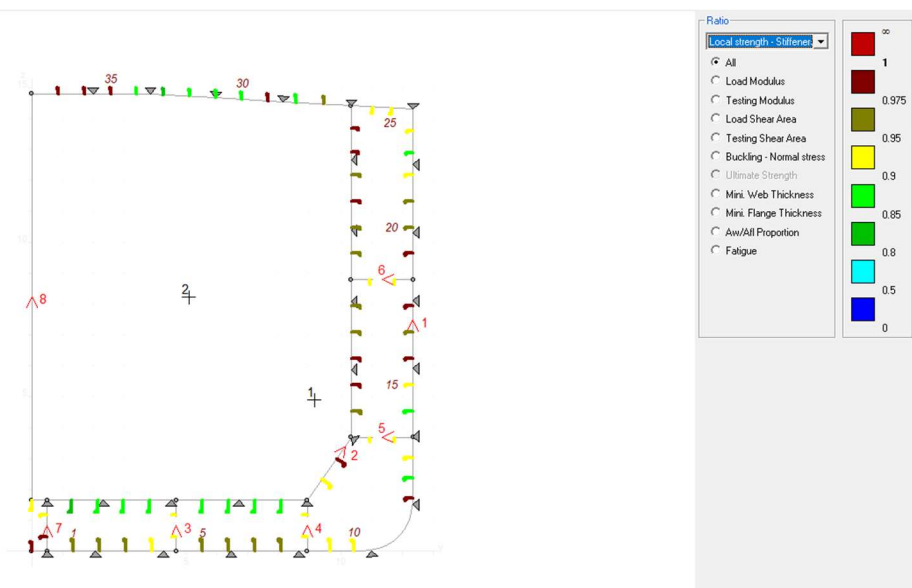 Ratio
Local strength - Stiffener
All
Load Modulus
Testing Modulus
Load Shear Area
Testing Shear Area
Buckling - Normal stress
Ultimate Strength
Mini. Web Thickness
Mini. Flange Thickness
Aw/Afl Proportion
Fatigue
∞
1
0.975
0.95
0.9
0.85
0.8
0.5
0
35
30
25
20
6
8
2
1
1
15
5
2
7
1
3
5
4
10
5
10